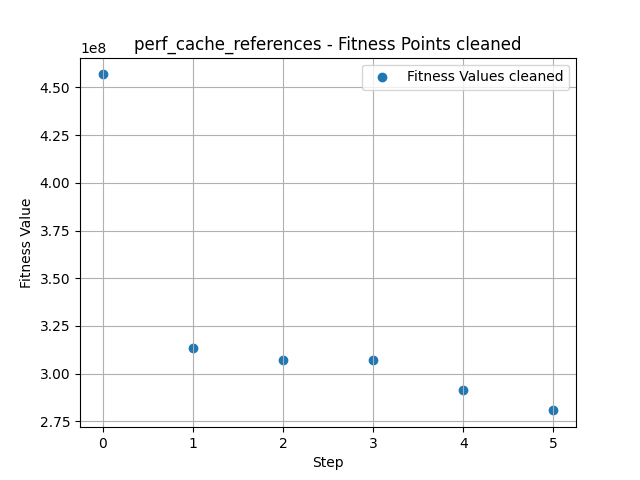 perf_cache_references - Fitness Points cleaned
1e8
Fitness Values cleaned
4.50
4.25
4.00
3.75
3.50
3.25
3.00
2.75
Fitness Value
0 1 2 3 4 5
Step